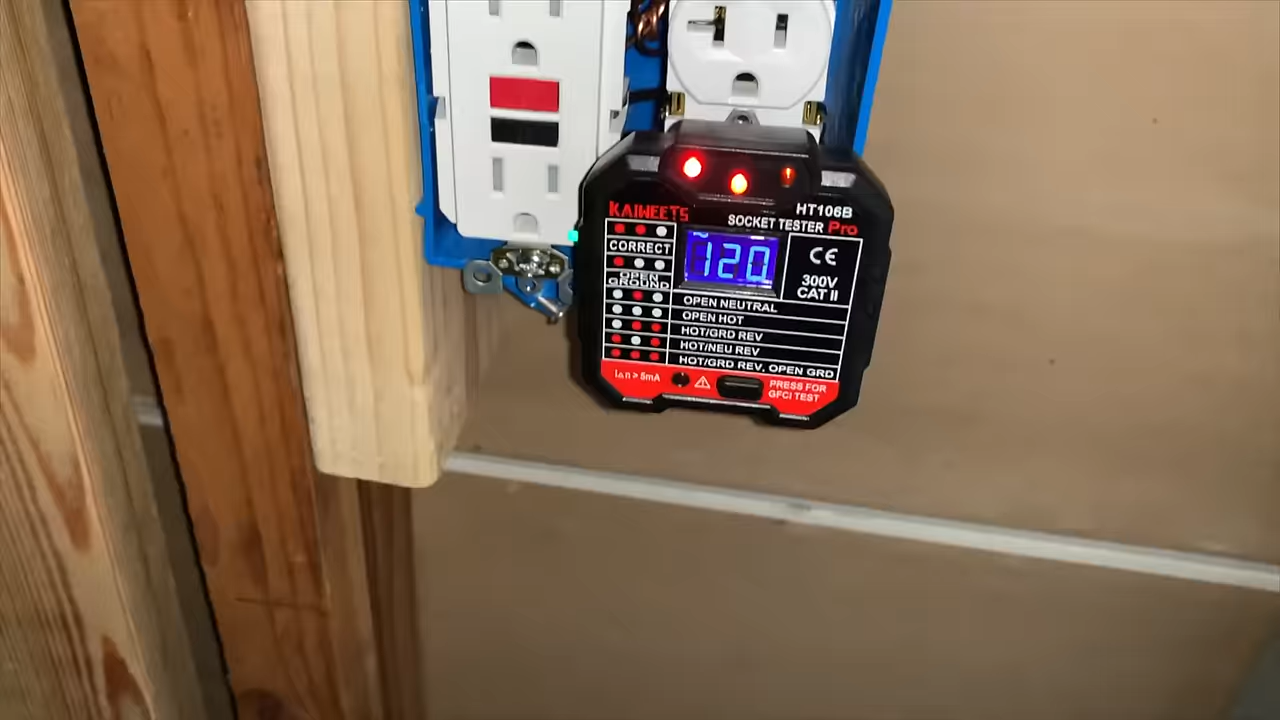 KAIWEETS
HT106B
SOCKET TESTER Pro
120
CE
300V
CAT II
CORRECT
OPEN
GROUND
OPEN NEUTRAL
OPEN HOT
HOT/GRD REV
HOT/NEU REV
HOT/GRD REV, OPEN GRD
I△n > 5mA
PRESS FOR
GFCI TEST